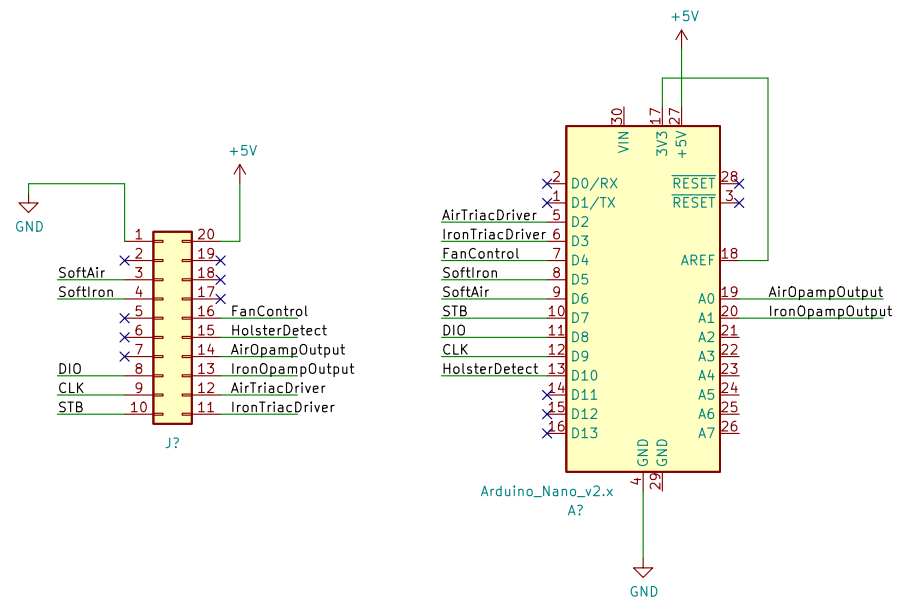 +5V
GND
1
2
3
4
5
6
7
8
9
10
20
19
18
17
16
15
14
13
12
11
SoftAir
SoftIron
DIO
CLK
STB
FanControl
HolsterDetect
AirOpampOutput
IronOpampOutput
AirTriacDriver
IronTriacDriver
J?
+5V
30
17
27
VIN
3V3
+5V
AirTriacDriver
IronTriacDriver
FanControl
SoftIron
SoftAir
STB
DIO
CLK
HolsterDetect
2
1
5
6
7
8
9
10
11
12
13
14
15
16
D0/RX
D1/TX
D2
D3
D4
D5
D6
D7
D8
D9
D10
D11
D12
D13
RESET
RESET
AREF
A0
A1
A2
A3
A4
A5
A6
A7
28
3
18
19
20
21
22
23
24
25
26
AirOpampOutput
IronOpampOutput
GND
GND
4
29
Arduino_Nano_v2.x
A?
GND